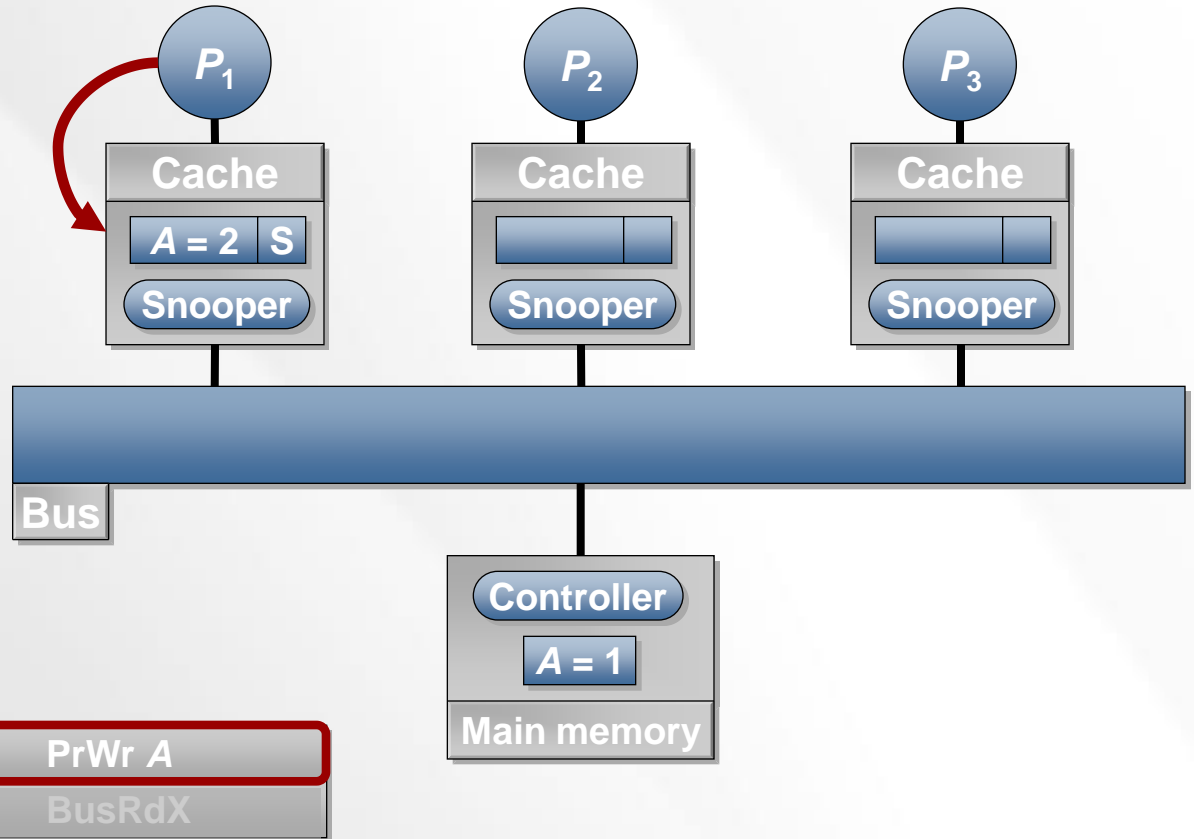 P1
P2
P3
Cache
Cache
Cache
A = 2 S
Snooper
Snooper
Snooper
Bus
Controller
A = 1
Main memory
PrWr A
BusRdX